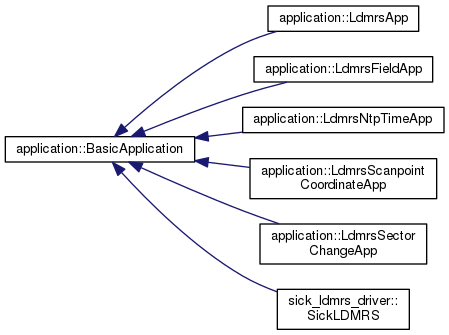 application::LdmrsApp
application::LdmrsFieldApp
application::LdmrsNtpTimeApp
application::BasicApplication
application::LdmrsScanpoint
CoordinateApp
application::LdmrsSector
ChangeApp
sick_ldmrs_driver::
SickLDMRS